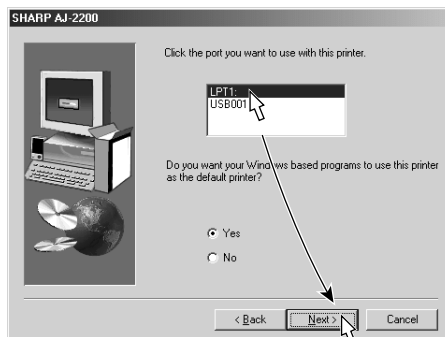 SHARP AJ-2200
Click the port you want to use with this printer.
LPT1:
USB001
Do you want your Windows based programs to use this printer
as the default printer?
Yes
No
< Back
Next >
Cancel